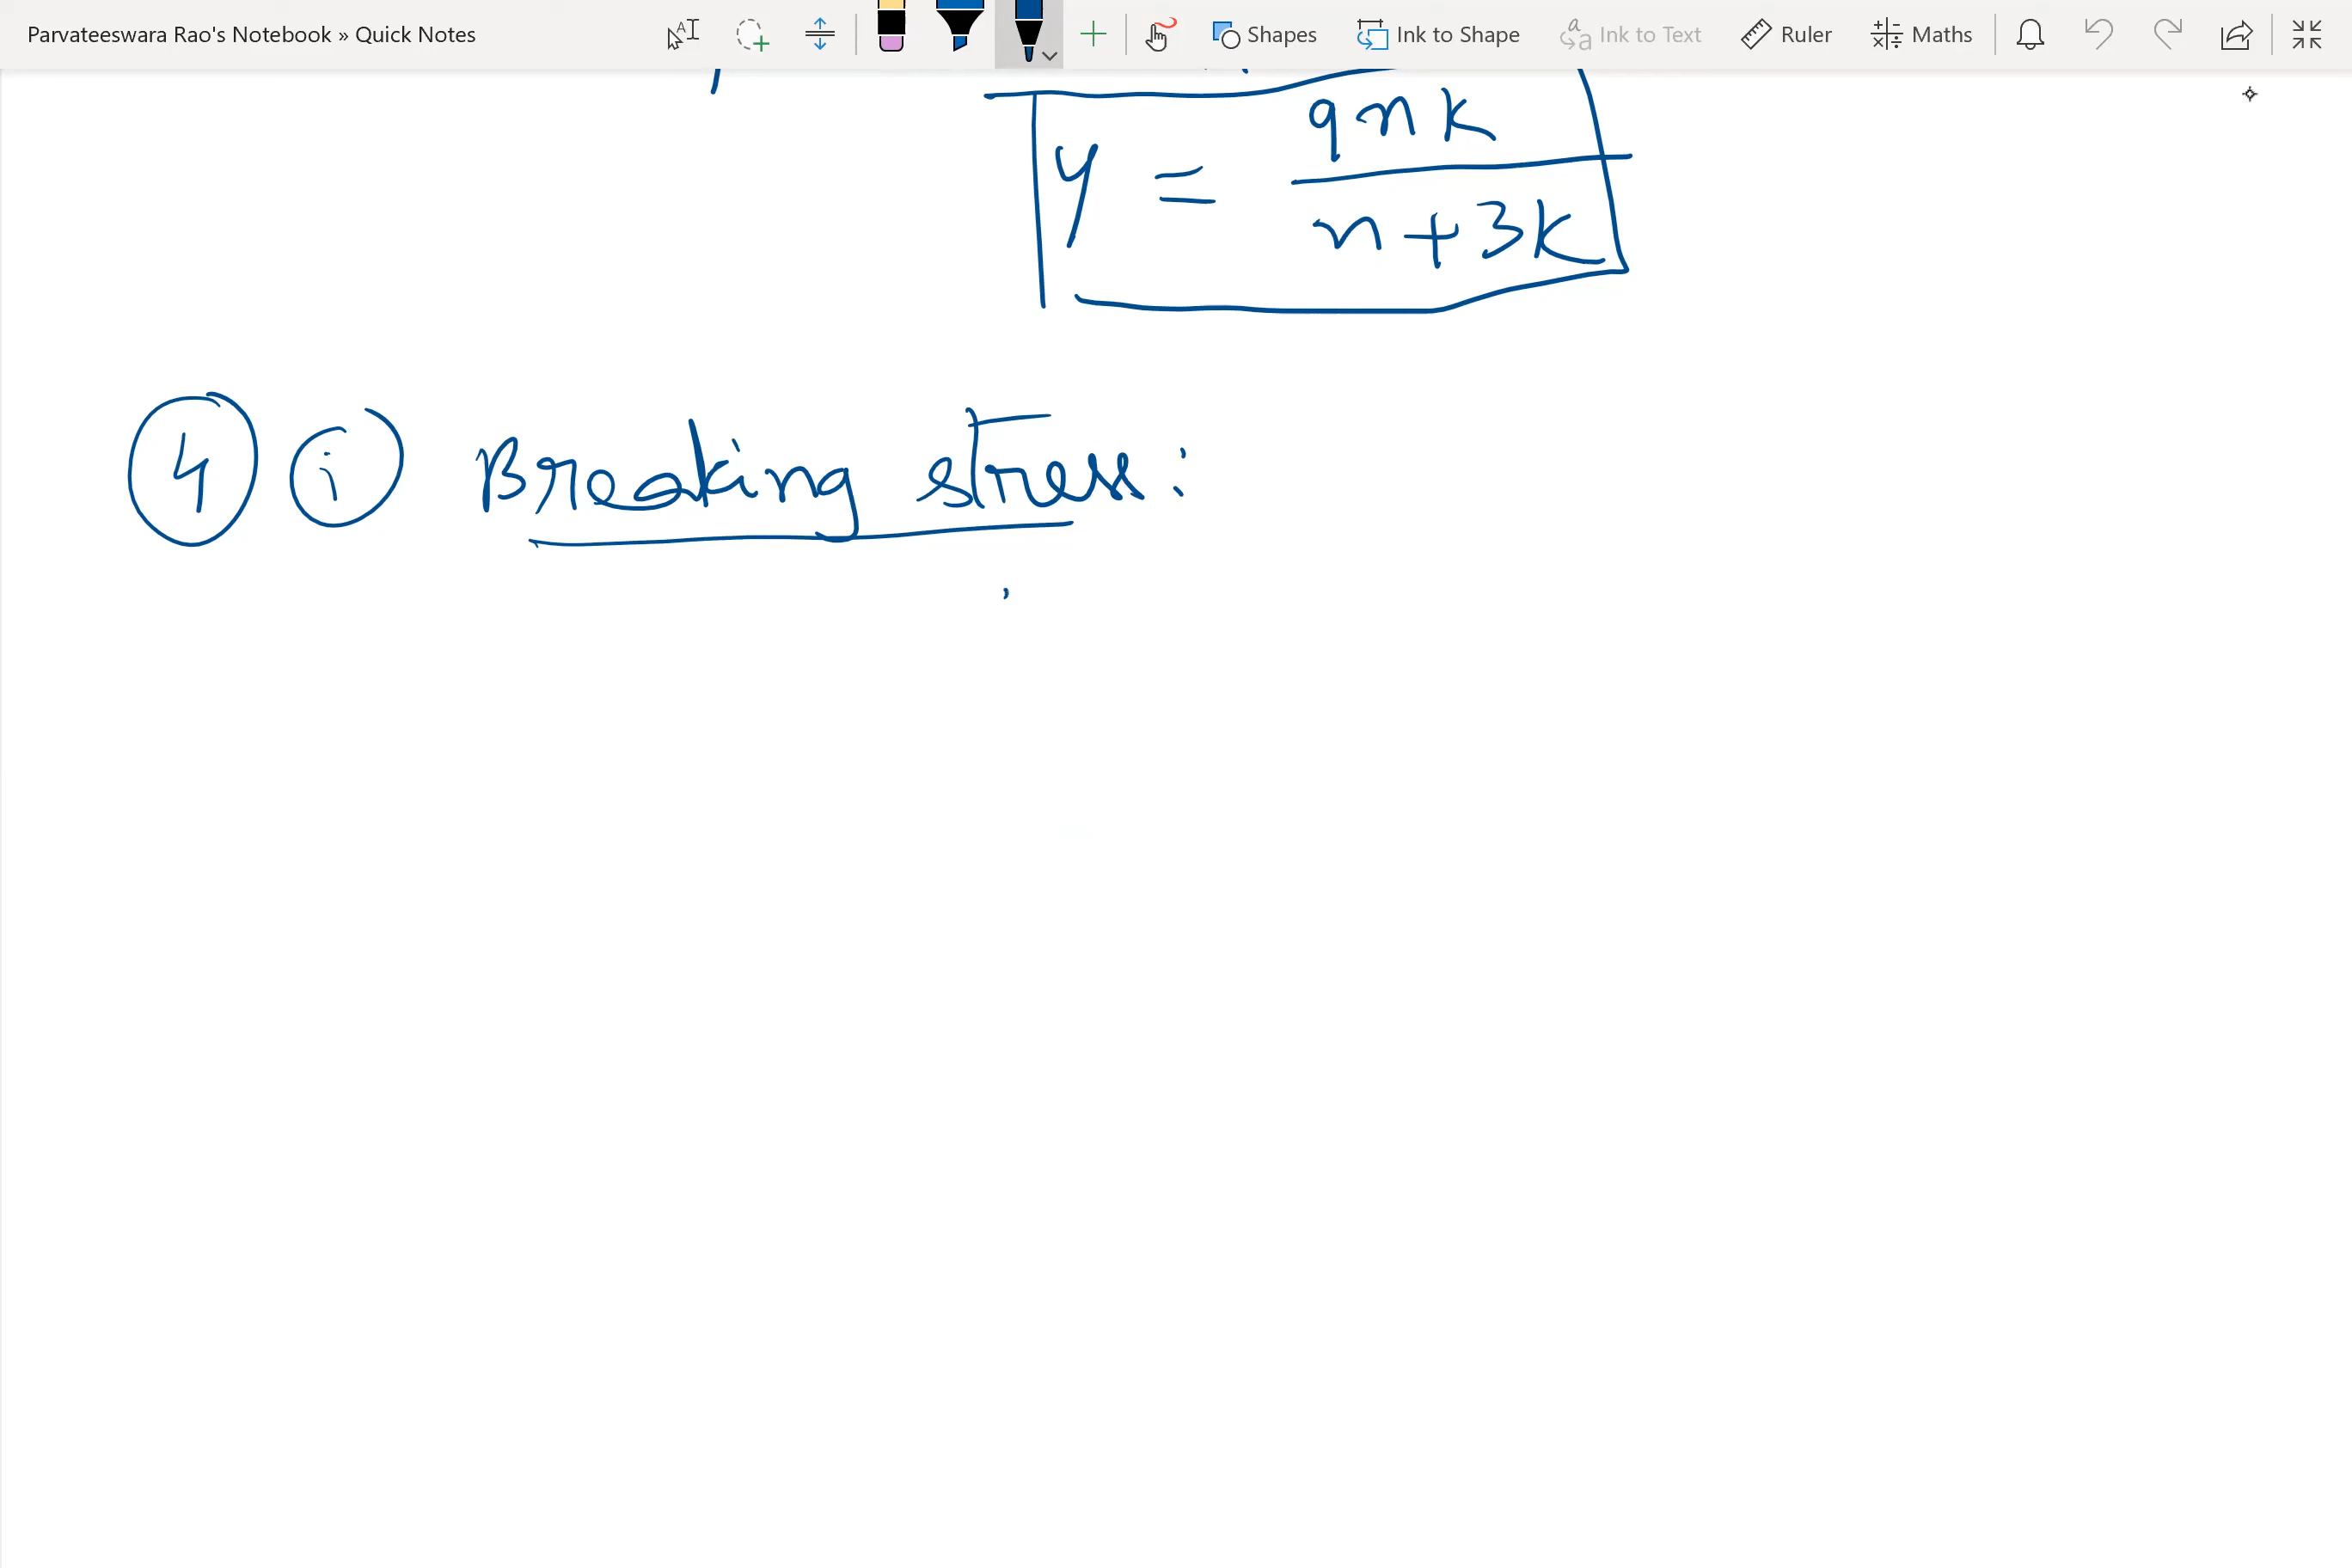 Parvateeswara Rao's Notebook » Quick Notes
Shapes
Ink to Shape
Ink to Text
Ruler
Maths
y = 9nk / n+3k
4 i Breaking stress: